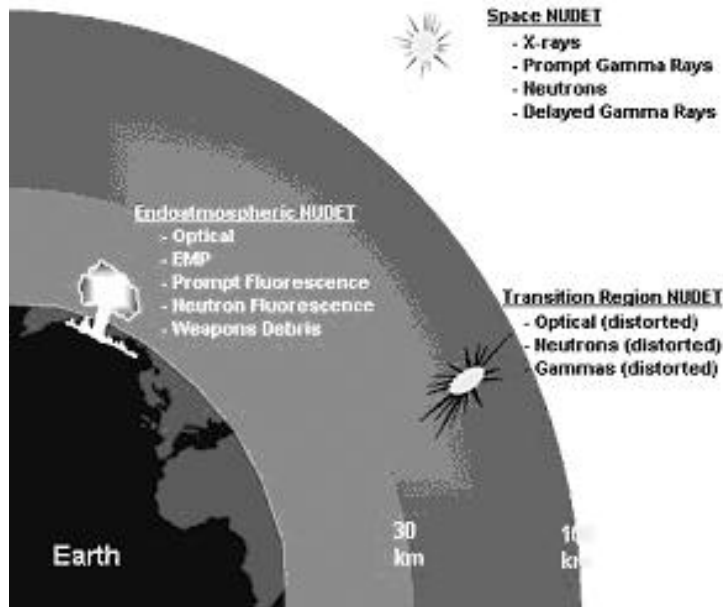 Space NUDET
- X-rays
- Prompt Gamma Rays
- Neutrons
- Delayed Gamma Rays
Endoatmospheric NUDET
- Optical
- EMP
- Prompt Fluorescence
- Neutron Fluorescence
- Weapons Debris
Transition Region NUDET
- Optical (distorted)
- Neutrons (distorted)
- Gammas (distorted)
30
km
Earth